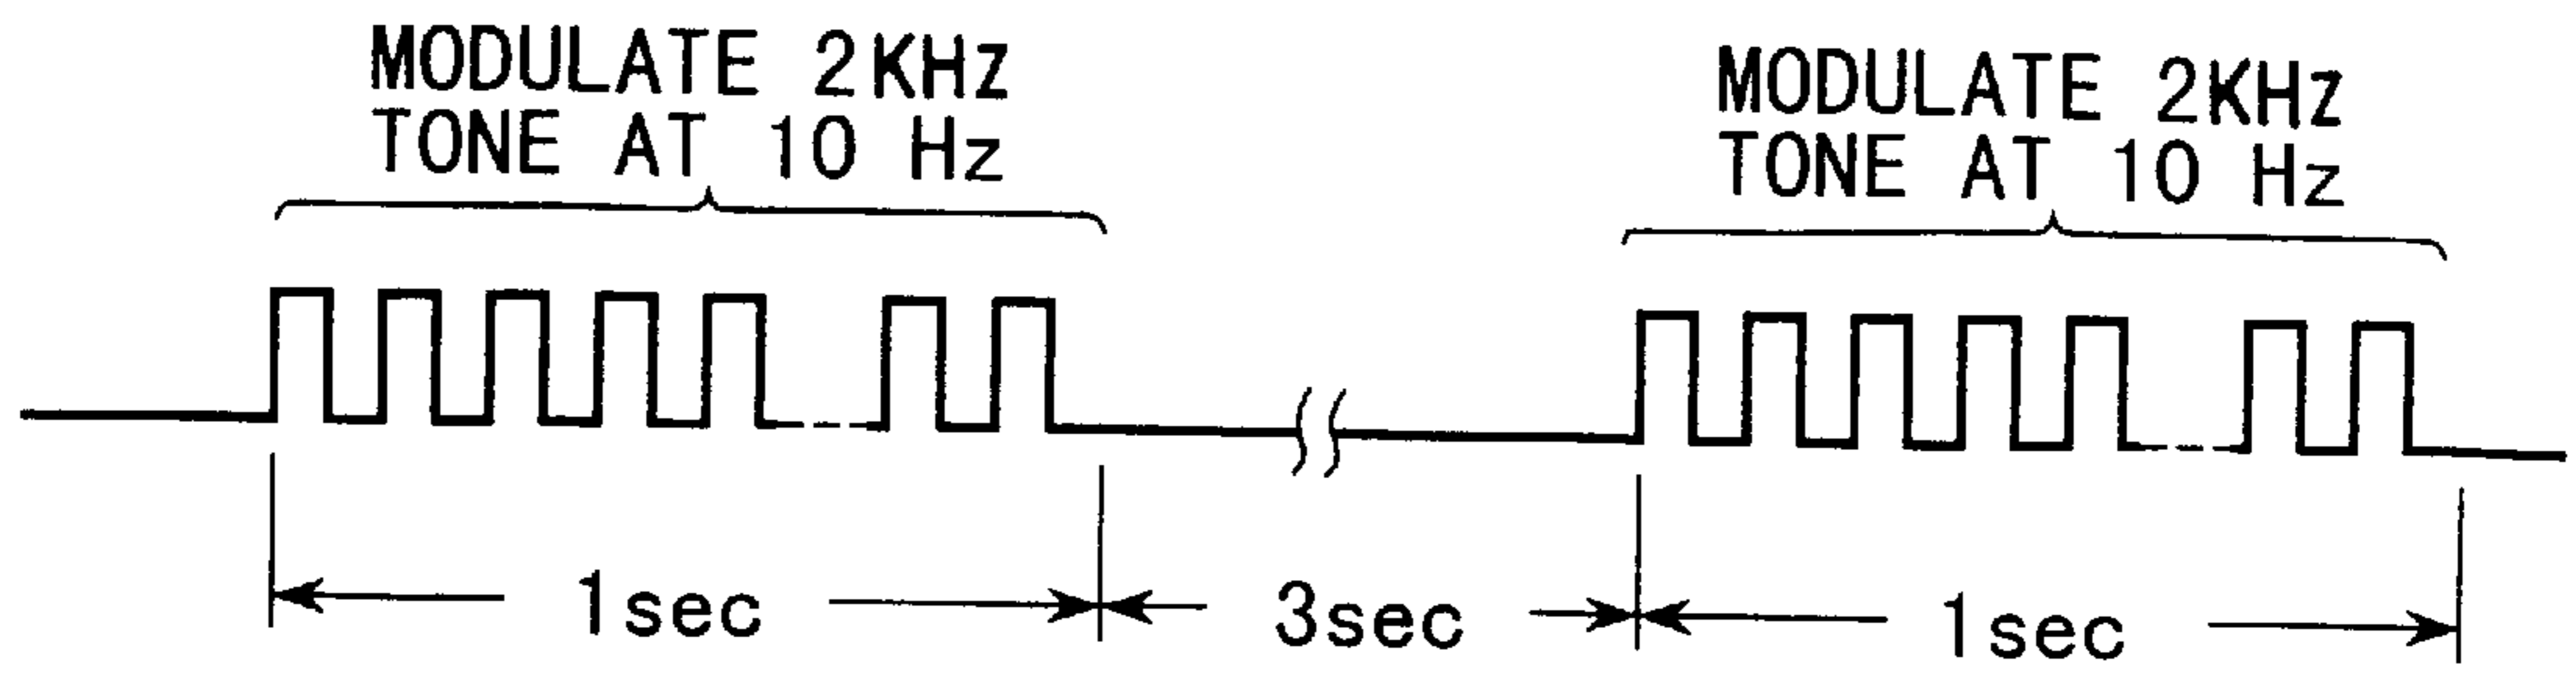 MODULATE 2KHz
TONE AT 10 Hz
MODULATE 2KHz
TONE AT 10 Hz
1sec
3sec
1sec